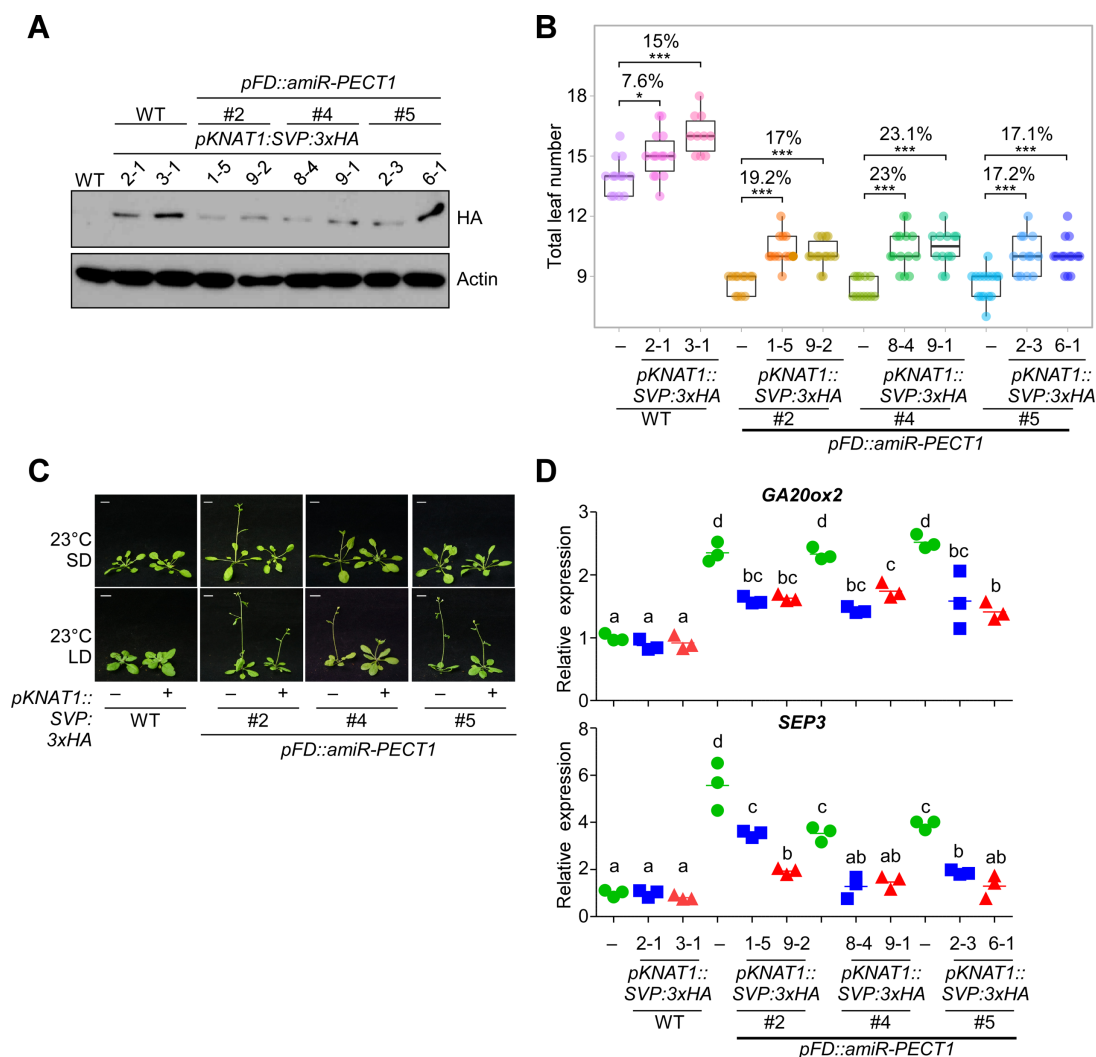 A
pFD::amiR-PECT1
WT #2 #4 #5
pKNAT1:SVP:3xHA
WT 2-1 3-1 1-5 9-2 8-4 9-1 2-3 6-1
HA
Actin
B
Total leaf number
18
15
12
9
15%
***
7.6%
*
17%
***
19.2%
***
23.1%
***
23%
***
17.1%
***
17.2%
***
– 2-1 3-1 – 1-5 9-2 – 8-4 9-1 – 2-3 6-1
pKNAT1:: pKNAT1:: pKNAT1:: pKNAT1::
SVP:3xHA SVP:3xHA SVP:3xHA SVP:3xHA
WT #2 #4 #5
pFD::amiR-PECT1
C
23°C
SD
23°C
LD
pKNAT1::
SVP:
3xHA
– + – + – + – +
WT #2 #4 #5
pFD::amiR-PECT1
D
GA20ox2
Relative expression
3
2
1
0
a a a d bc bc d bc c d bc b
SEP3
Relative expression
8
6
4
2
0
a a a d c b c ab ab c b ab
– 2-1 3-1 – 1-5 9-2 – 8-4 9-1 – 2-3 6-1
pKNAT1:: pKNAT1:: pKNAT1:: pKNAT1::
SVP:3xHA SVP:3xHA SVP:3xHA SVP:3xHA
WT #2 #4 #5
pFD::amiR-PECT1